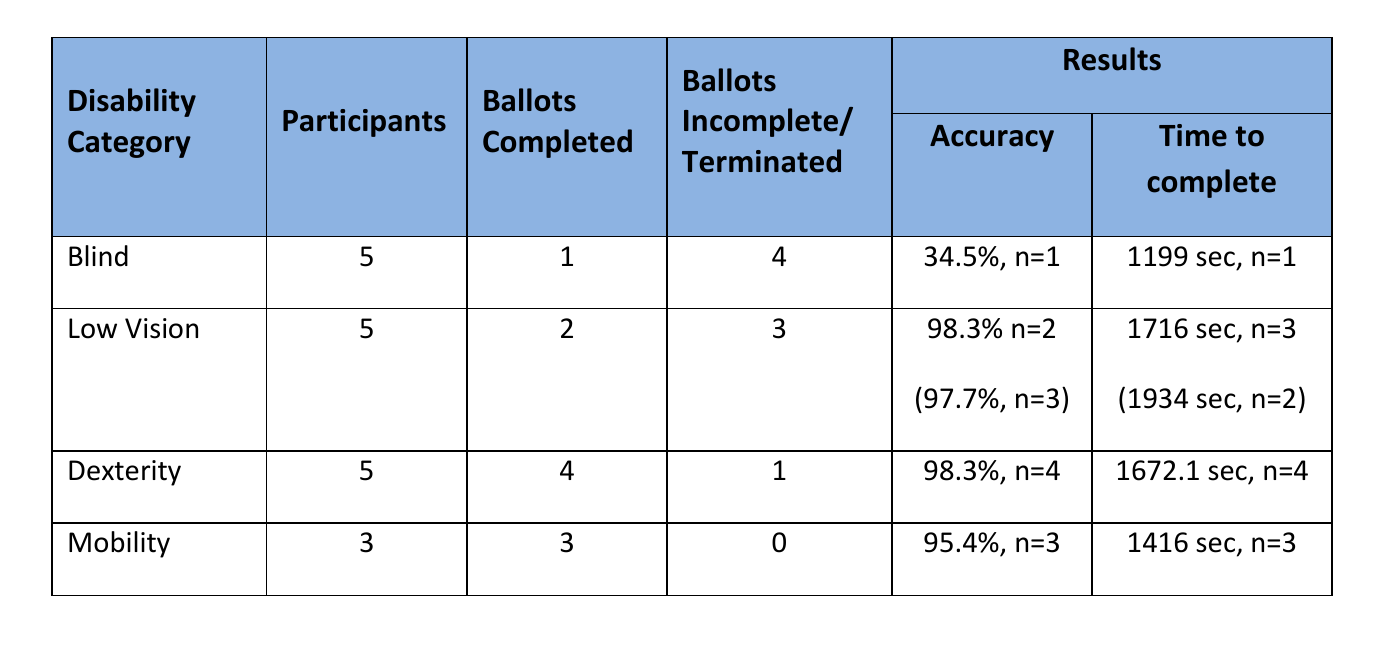 Disability
Category
Participants
Ballots
Completed
Ballots
Incomplete/
Terminated
Results
Accuracy
Time to
complete
Blind 5 1 4 34.5%, n=1 1199 sec, n=1
Low Vision 5 2 3 98.3% n=2 1716 sec, n=3
(97.7%, n=3) (1934 sec, n=2)
Dexterity 5 4 1 98.3%, n=4 1672.1 sec, n=4
Mobility 3 3 0 95.4%, n=3 1416 sec, n=3